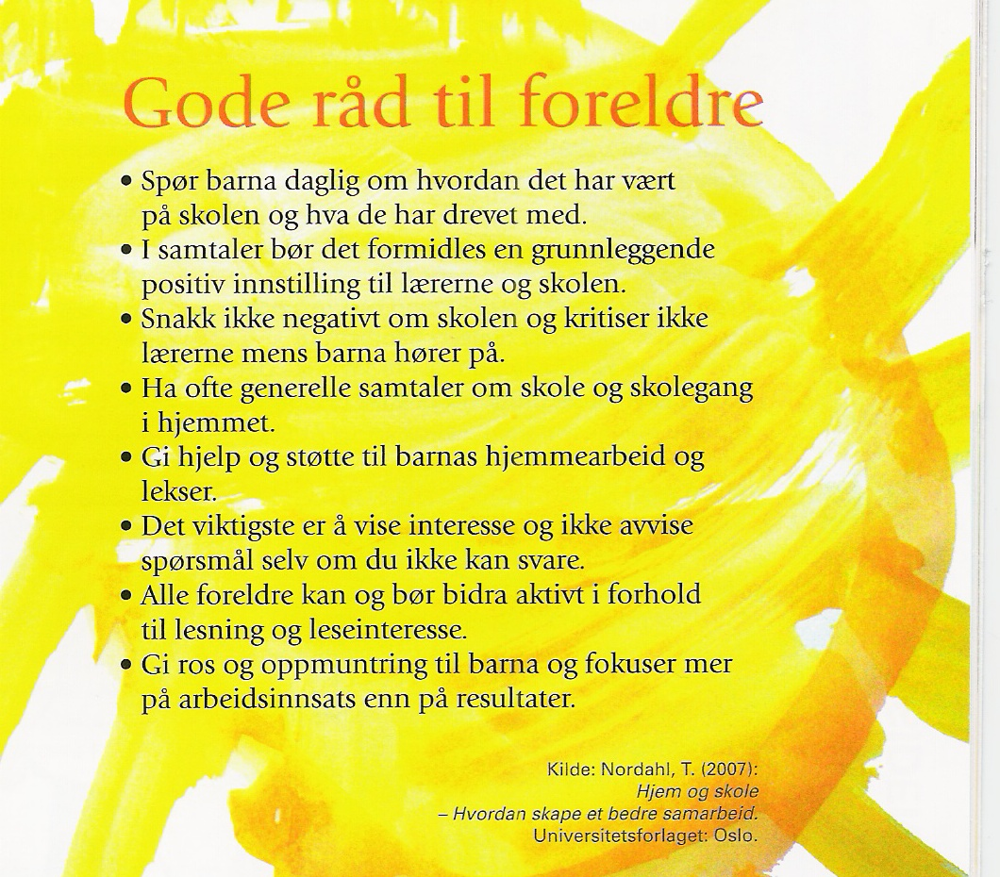 Gode råd til foreldre
• Spør barna daglig om hvordan det har vært
på skolen og hva de har drevet med.
• I samtaler bør det formidles en grunnleggende
positiv innstilling til lærerne og skolen.
• Snakk ikke negativt om skolen og kritiser ikke
lærerne mens barna hører på.
• Ha ofte generelle samtaler om skole og skolegang
i hjemmet.
• Gi hjelp og støtte til barnas hjemmearbeid og
lekser.
• Det viktigste er å vise interesse og ikke avvise
spørsmål selv om du ikke kan svare.
• Alle foreldre kan og bør bidra aktivt i forhold
til lesning og leseinteresse.
• Gi ros og oppmuntring til barna og fokuser mer
på arbeidsinnsats enn på resultater.
Kilde: Nordahl, T. (2007):
Hjem og skole
– Hvordan skape et bedre samarbeid.
Universitetsforlaget: Oslo.